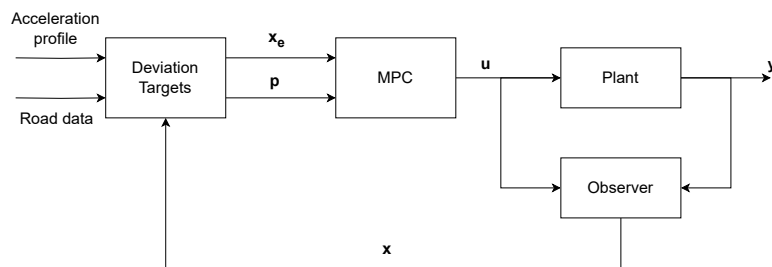 Acceleration
profile
Road data
Deviation
Targets
x_e
p
MPC
u
Plant
y
Observer
x